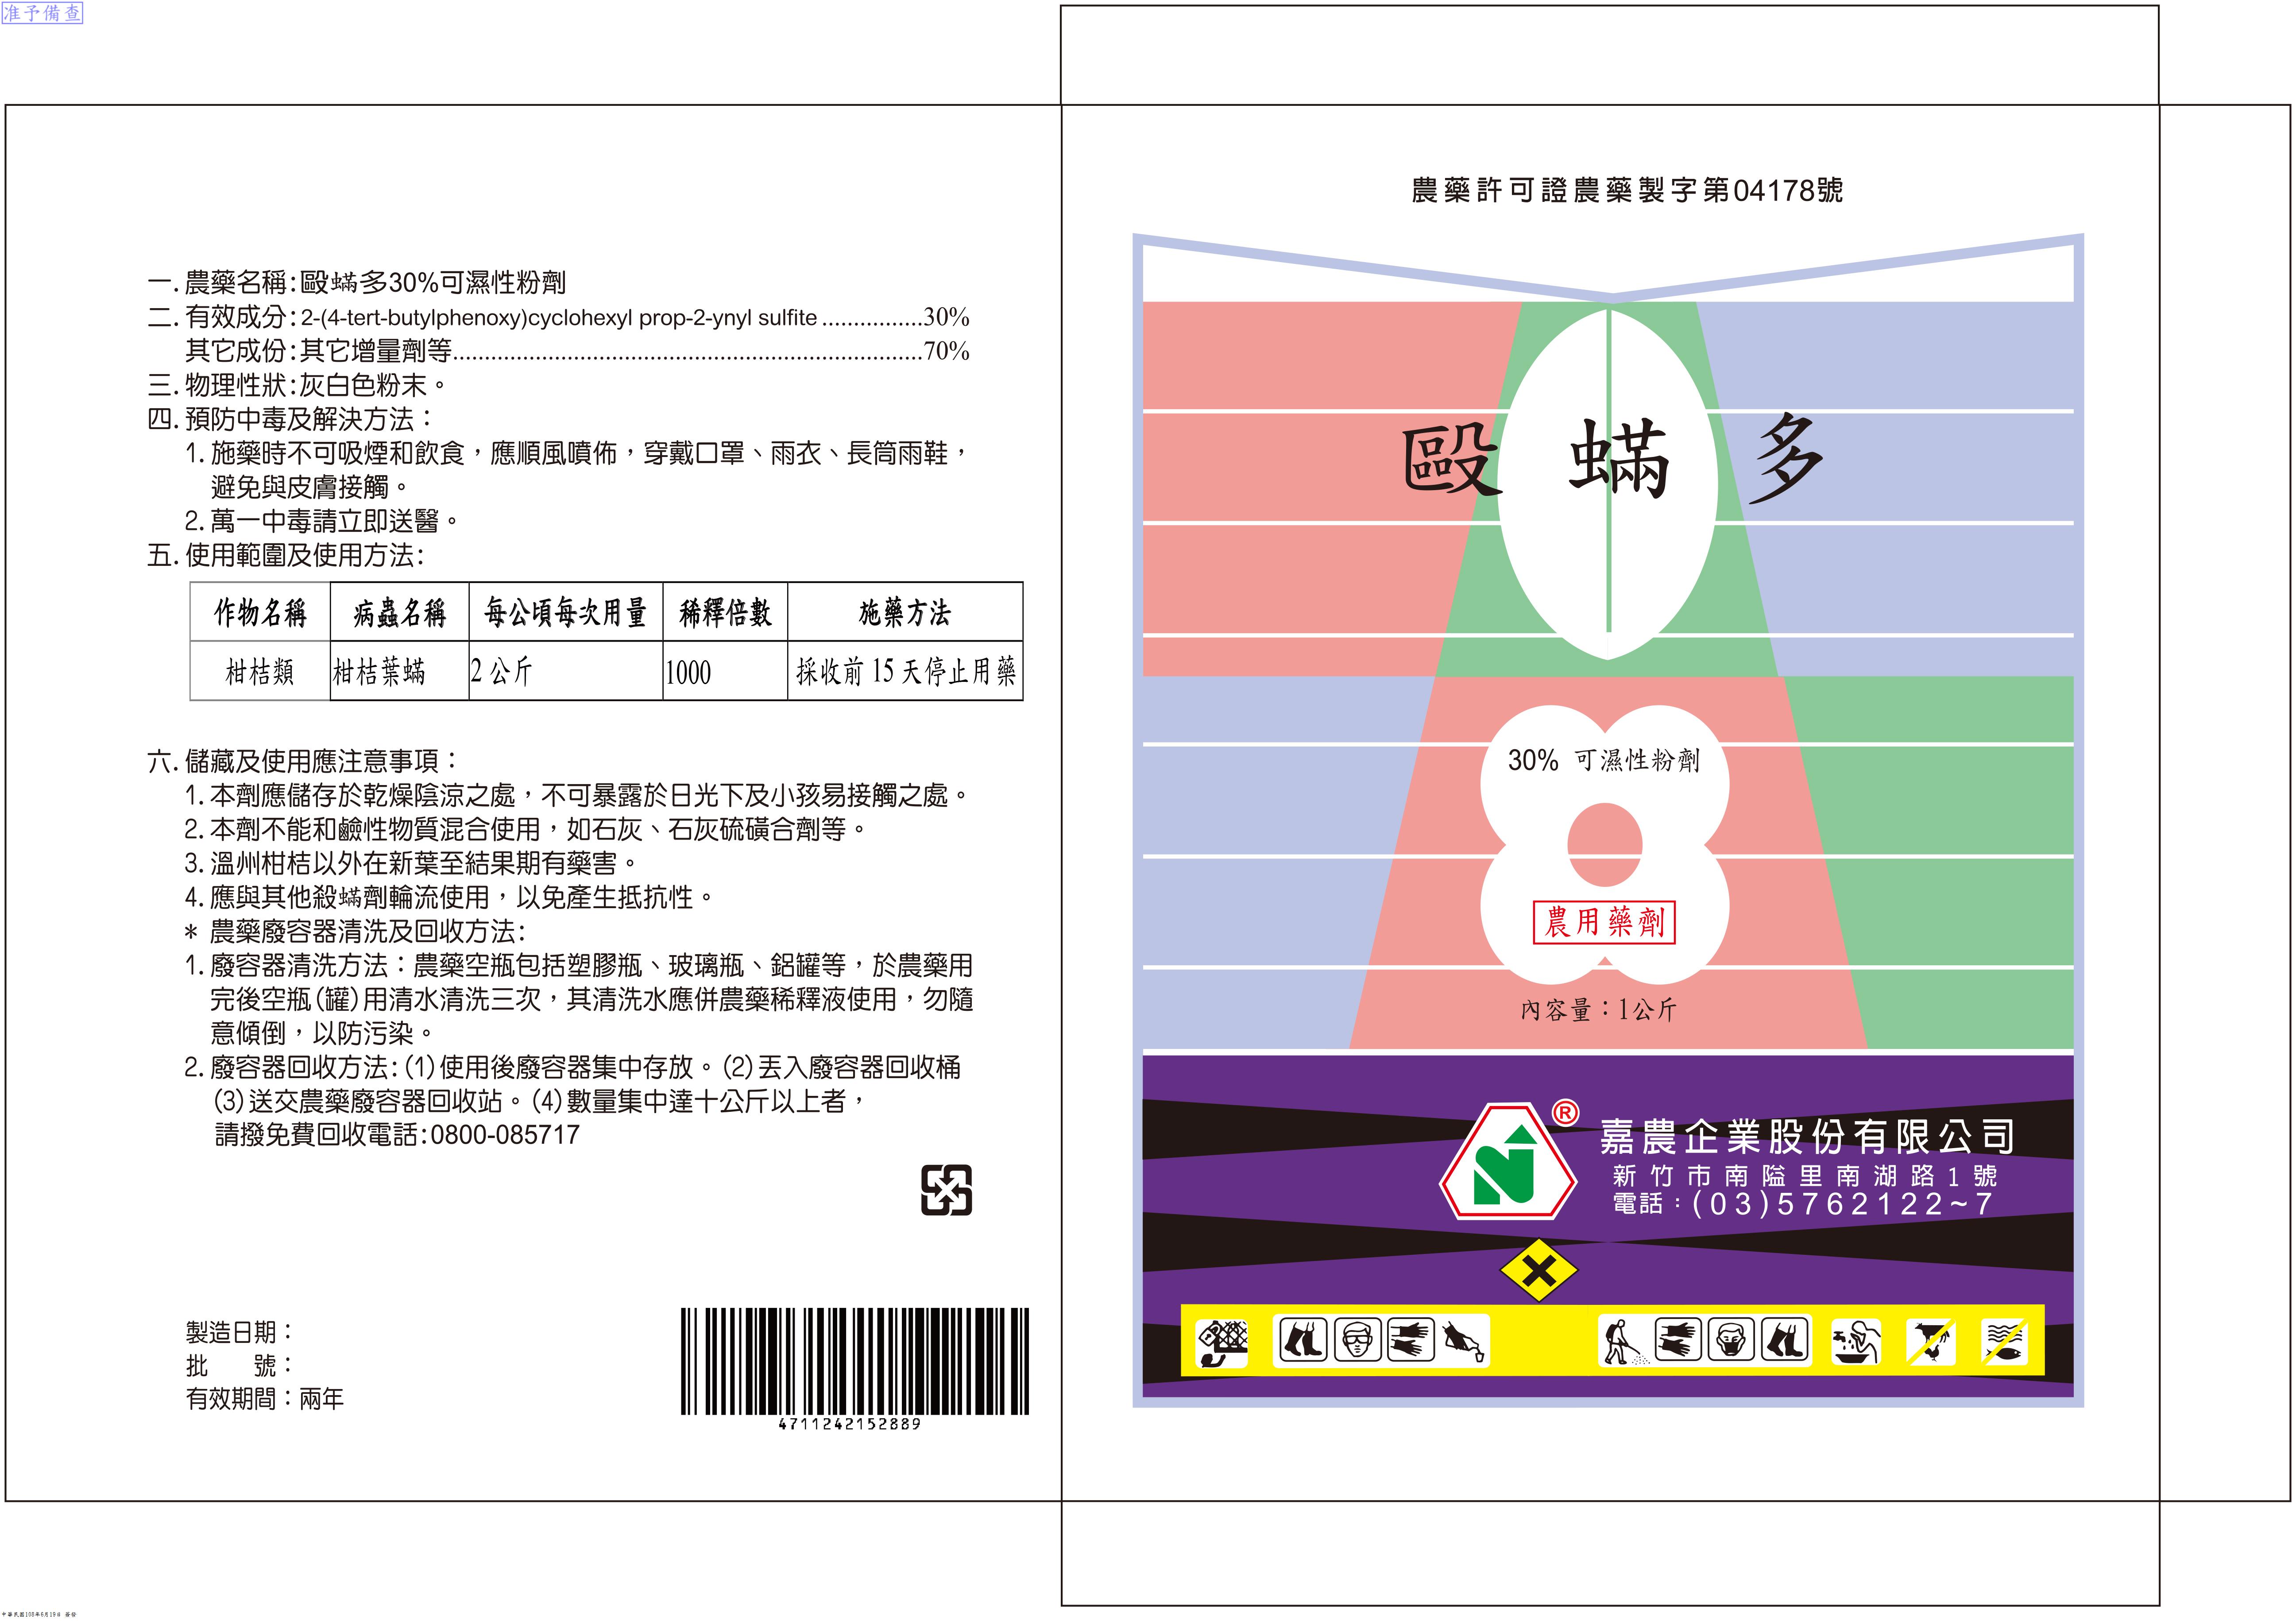 准予備查
一. 農藥名稱:毆蟎多30%可濕性粉劑
二. 有效成分:2-(4-tert-butylphenoxy)cyclohexyl prop-2-ynyl sulfite................30%
其它成份:其它增量劑等..........................................................................70%
三. 物理性狀:灰白色粉末。
四. 預防中毒及解決方法：
1. 施藥時不可吸煙和飲食，應順風噴佈，穿戴口罩、雨衣、長筒雨鞋，
避免與皮膚接觸。
2. 萬一中毒請立即送醫。
五. 使用範圍及使用方法:
作物名稱 病蟲名稱 每公頃每次用量 稀釋倍數 施藥方法
柑桔類 柑桔葉蟎 2 公斤 1000 採收前 15 天停止用藥
六. 儲藏及使用應注意事項：
1. 本劑應儲存於乾燥陰涼之處，不可暴露於日光下及小孩易接觸之處。
2. 本劑不能和鹼性物質混合使用，如石灰、石灰硫磺合劑等。
3. 溫州柑桔以外在新葉至結果期有藥害。
4. 應與其他殺蟎劑輪流使用，以免產生抵抗性。
* 農藥廢容器清洗及回收方法:
1. 廢容器清洗方法：農藥空瓶包括塑膠瓶、玻璃瓶、鋁罐等，於農藥用
完後空瓶(罐)用清水清洗三次，其清洗水應併農藥稀釋液使用，勿隨
意傾倒，以防污染。
2. 廢容器回收方法:(1)使用後廢容器集中存放。(2)丟入廢容器回收桶
(3)送交農藥廢容器回收站。(4)數量集中達十公斤以上者，
請撥免費回收電話:0800-085717
製造日期：
批　　號：
有效期間：兩年
4711242152889
農藥許可證農藥製字第04178號
毆蟎多
30% 可濕性粉劑
農用藥劑
內容量：1公斤
®
嘉農企業股份有限公司
新竹市南隘里南湖路1號
電話：(03)5762122~7
中華民國108年6月19日 簽發